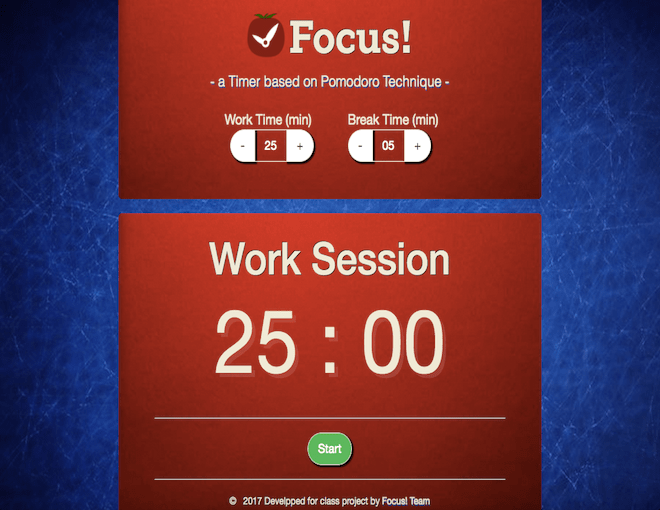 Focus!
- a Timer based on Pomodoro Technique -
Work Time (min) Break Time (min)
- 25 + - 05 +
Work Session
25 : 00
Start
© 2017 Develpped for class project by Focus! Team